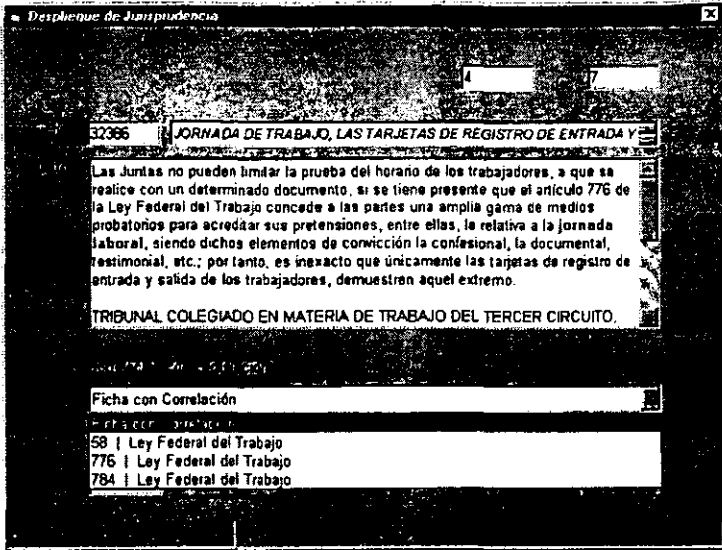 Despliegue de Jurisprudencia
4 7
32366 JORNADA DE TRABAJO, LAS TARJETAS DE REGISTRO DE ENTRADA Y
Las Juntas no pueden limitar la prueba del horario de los trabajadores, a que se
realice con un determinado documento, si se tiene presente que el artículo 776 de
la Ley Federal del Trabajo concede a las partes una amplia gama de medios
probatorios para acreditar sus pretensiones, entre ellas, la relativa a la jornada
laboral, siendo dichos elementos de convicción la confesional, la documental,
testimonial, etc.; por tanto, es inexacto que únicamente las tarjetas de registro de
entrada y salida de los trabajadores, demuestran aquel extremo.
TRIBUNAL COLEGIADO EN MATERIA DE TRABAJO DEL TERCER CIRCUITO.
Ficha con Correlación
Ficha con Correlación
58 | Ley Federal del Trabajo
776 | Ley Federal del Trabajo
784 | Ley Federal del Trabajo